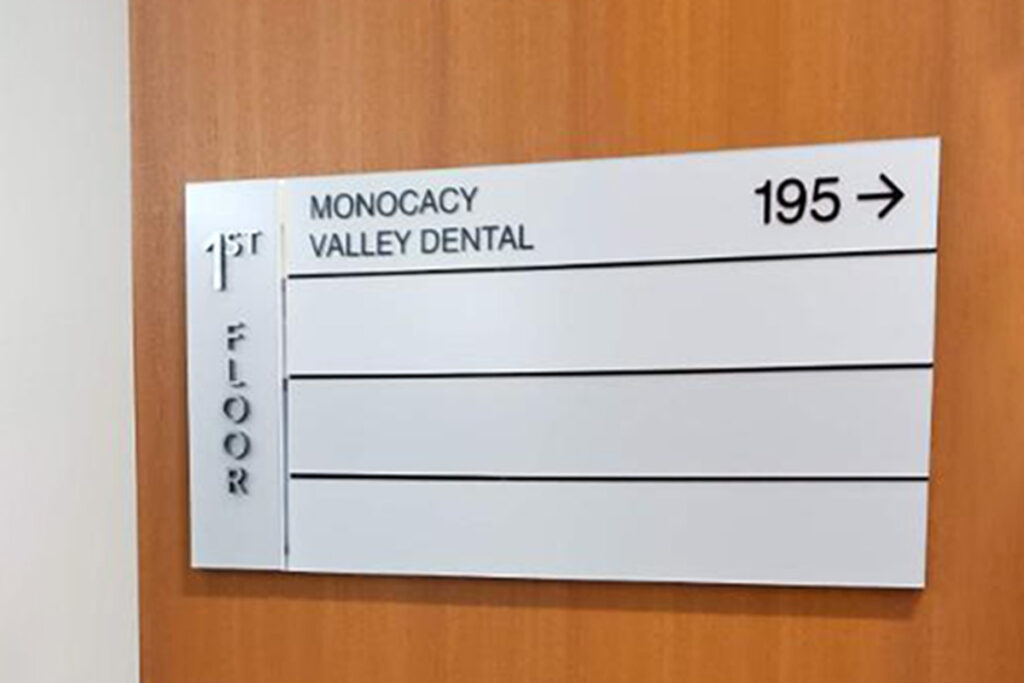 1ST
FLOOR
MONOCACY
VALLEY DENTAL
195 →